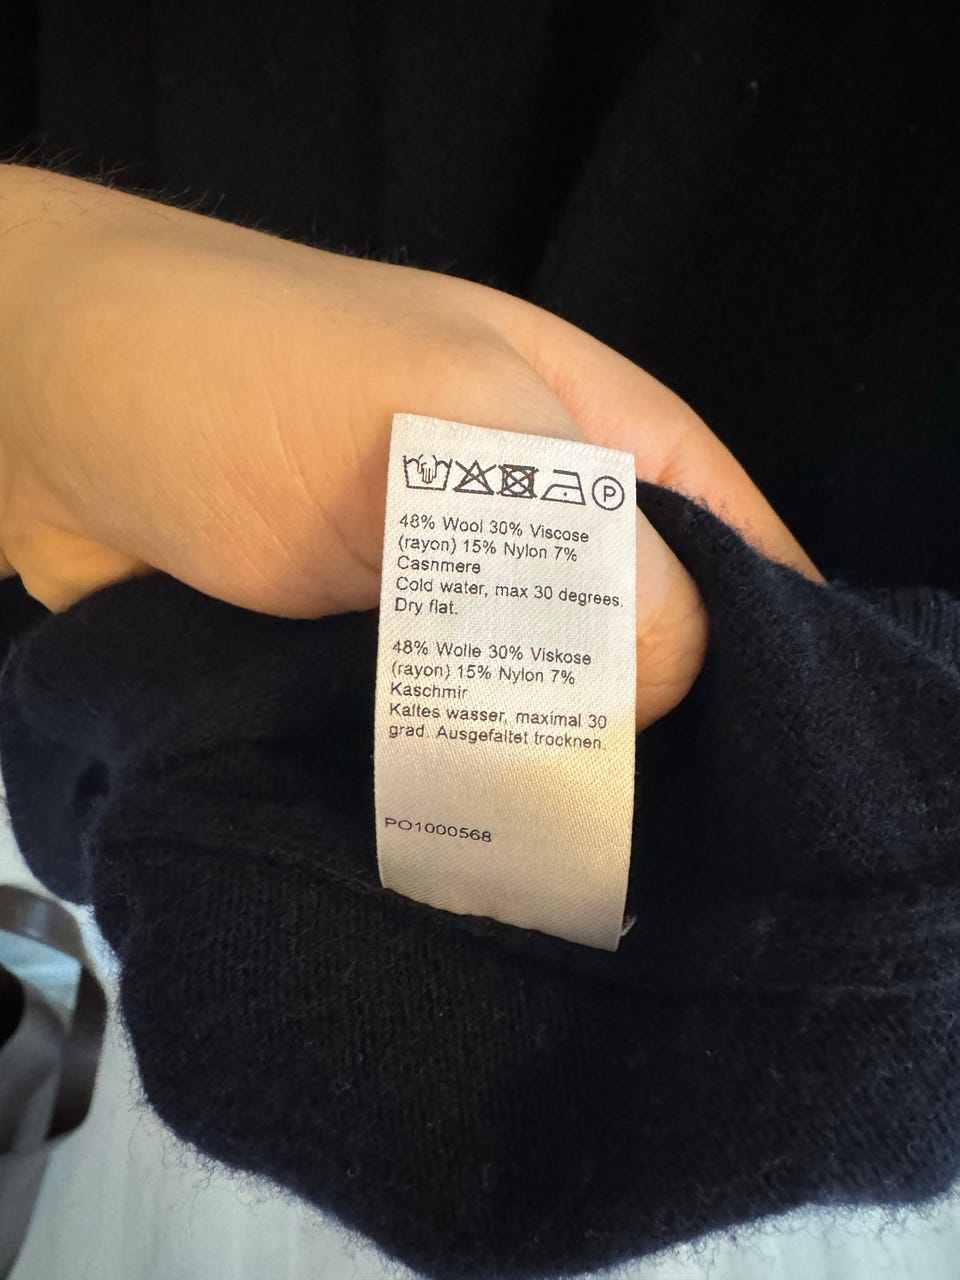 P
48% Wool 30% Viscose
(rayon) 15% Nylon 7%
Cashmere
Cold water, max 30 degrees.
Dry flat.
48% Wolle 30% Viskose
(rayon) 15% Nylon 7%
Kaschmir
Kaltes wasser, maximal 30
grad. Ausgefaltet trocknen.
PO1000568